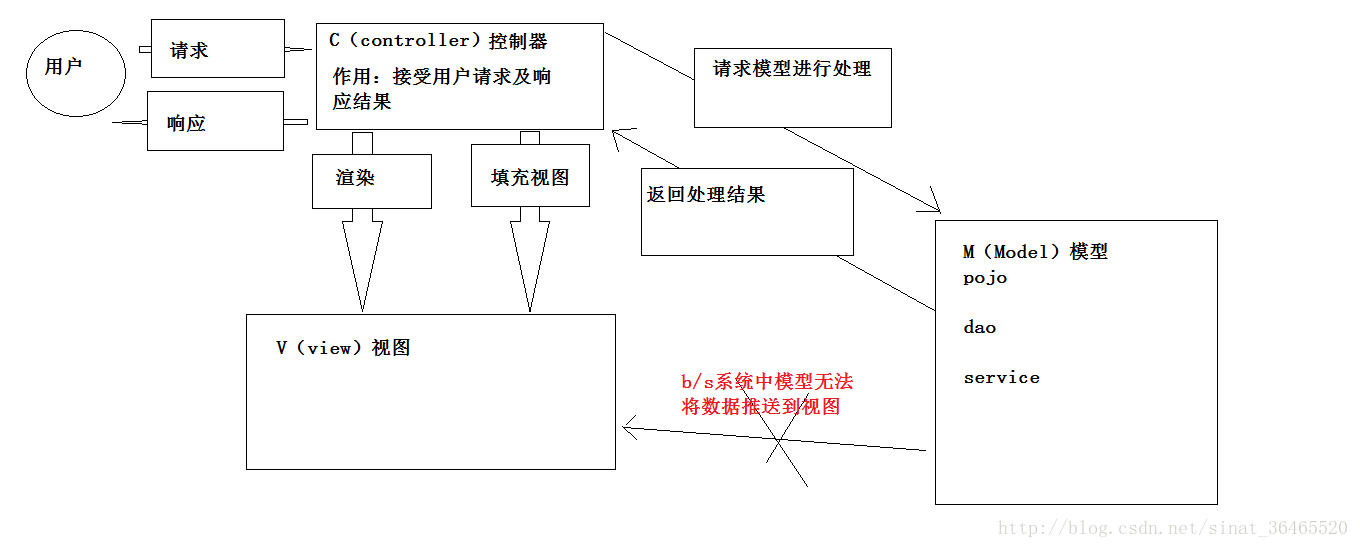 用户
请求
响应
C（controller）控制器
作用：接受用户请求及响
应结果
请求模型进行处理
渲染
填充视图
返回处理结果
M（Model）模型
pojo
dao
service
V（view）视图
b/s系统中模型无法
将数据推送到视图
http://blog.csdn.net/sinat_36465520